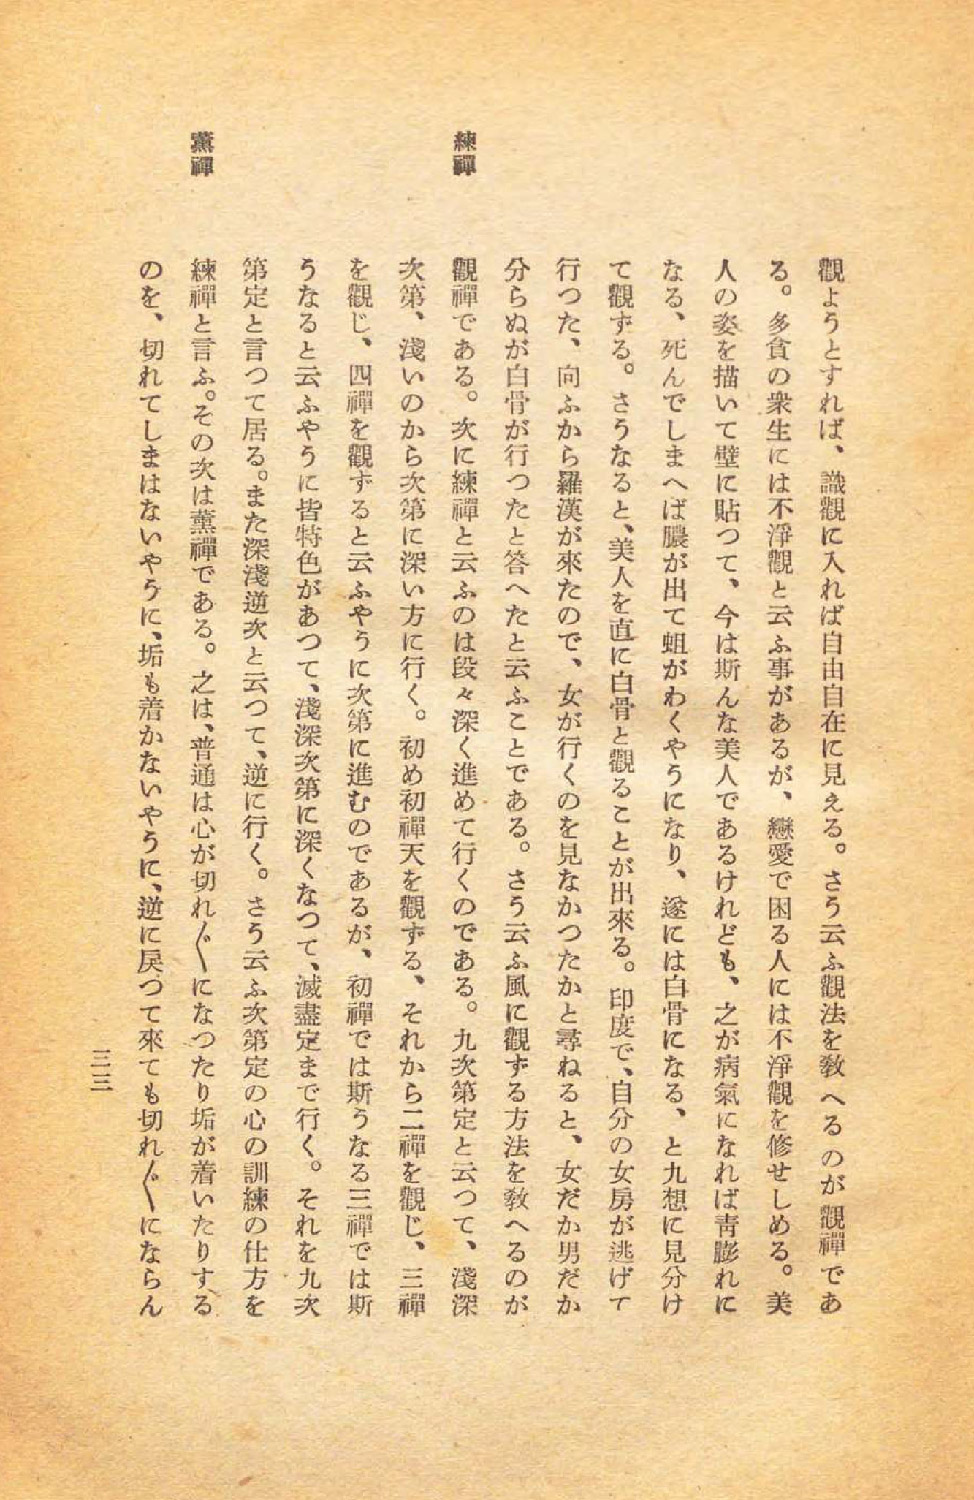 觀ようとすれば、識觀に入れば自由自在に見える。さう云ふ觀法を敎へるのが觀禪であ
る。多貪の衆生には不淨觀と云ふ事があるが、戀愛で困る人には不淨觀を修せしめる。美
人の姿を描いて壁に貼つて、今は斯んな美人であるけれども、之が病氣になれば靑膨れに
なる、死んでしまへば膿が出て蛆がわくやうになり、遂には白骨になる、と九想に見分け
て觀ずる。さうなると、美人を直に白骨と觀ることが出來る。印度で、自分の女房が逃げて
行つた、向ふから羅漢が來たので、女が行くのを見なかつたかと尋ねると、女だか男だか
分らぬが白骨が行つたと答へたと云ふことである。さう云ふ風に觀ずる方法を敎へるのが
練禪
觀禪である。次に練禪と云ふのは段々深く進めて行くのである。九次第定と云つて、淺深
次第、淺いのから次第に深い方に行く。初め初禪天を觀ずる、それから二禪を觀じ、三禪
を觀じ、四禪を觀ずると云ふやうに次第に進むのであるが、初禪では斯うなる三禪では斯
うなると云ふやうに皆特色があつて、淺深次第に深くなつて、滅盡定まで行く。それを九次
第定と言つて居る。また深淺逆次と云つて、逆に行く。さう云ふ次第定の心の訓練の仕方を
薰禪
練禪と言ふ。その次は薰禪である。之は、普通は心が切れ〴〵になつたり垢が着いたりする
のを、切れてしまはないやうに、垢も着かないやうに、逆に戾つて來ても切れ〴〵にならん
三三